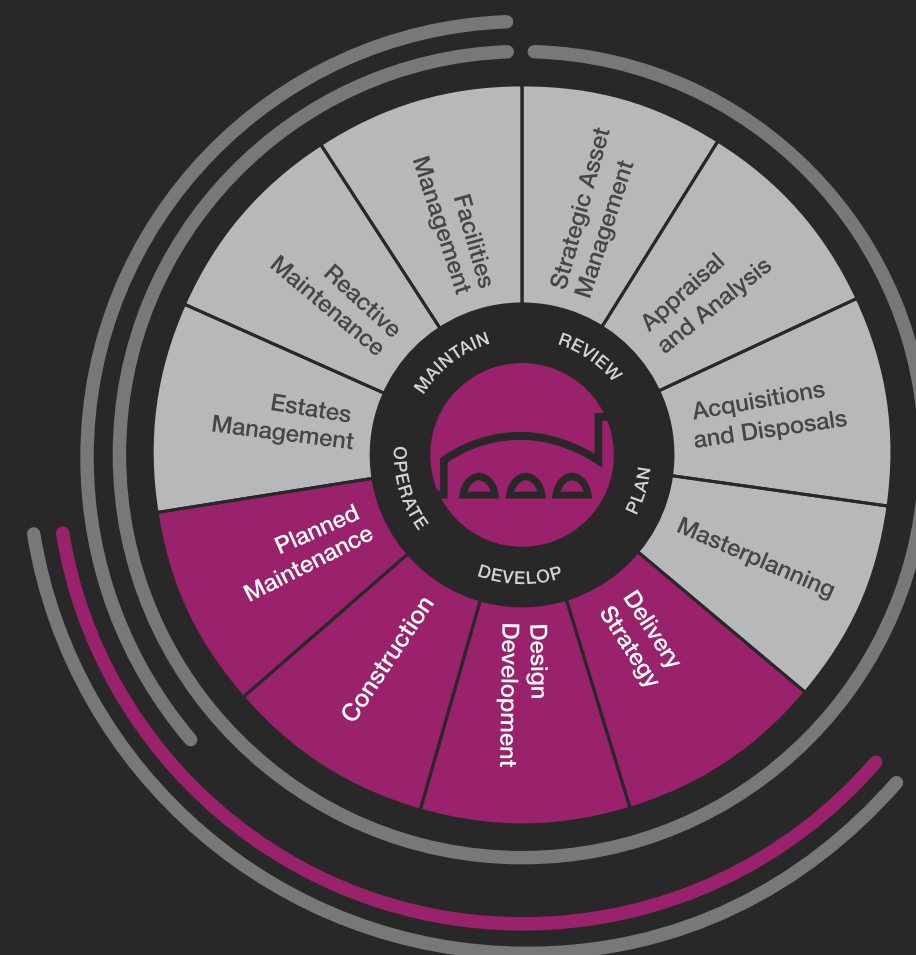 Strategic Asset
Management
Appraisal
and Analysis
Acquisitions
and Disposals
Masterplanning
Delivery
Strategy
Design
Development
Construction
Planned
Maintenance
Estates
Management
Reactive
Maintenance
Facilities
Management
REVIEW
PLAN
DEVELOP
OPERATE
MAINTAIN